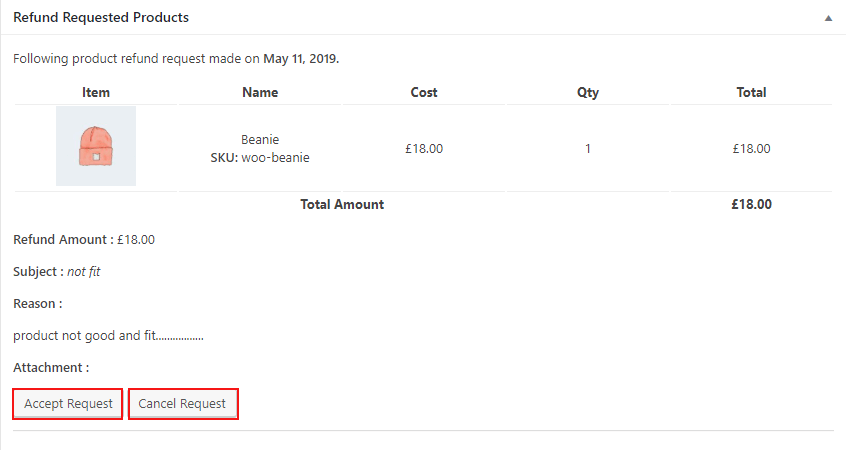 Refund Requested Products
Following product refund request made on May 11, 2019.
Item Name Cost Qty Total
Beanie
SKU: woo-beanie
£18.00 1 £18.00
Total Amount £18.00
Refund Amount : £18.00
Subject : not fit
Reason :
product not good and fit.................
Attachment :
Accept Request Cancel Request